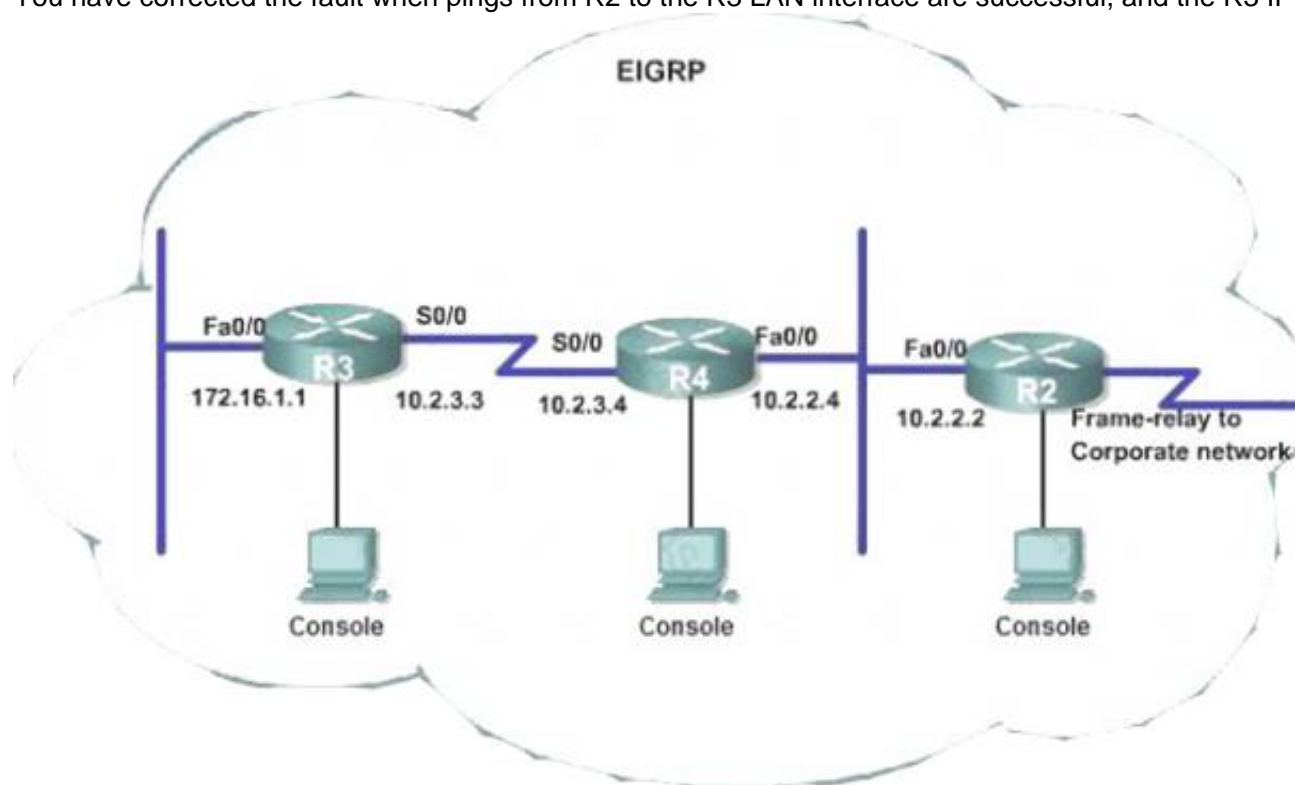 You have corrected the fault when pings from R2 to the R3 LAN interface are successful, and the R3 IP
EIGRP
Fa0/0
S0/0
S0/0
Fa0/0
Fa0/0
R3
R4
R2
172.16.1.1
10.2.3.3
10.2.3.4
10.2.2.4
10.2.2.2
Frame-relay to
Corporate network
Console
Console
Console